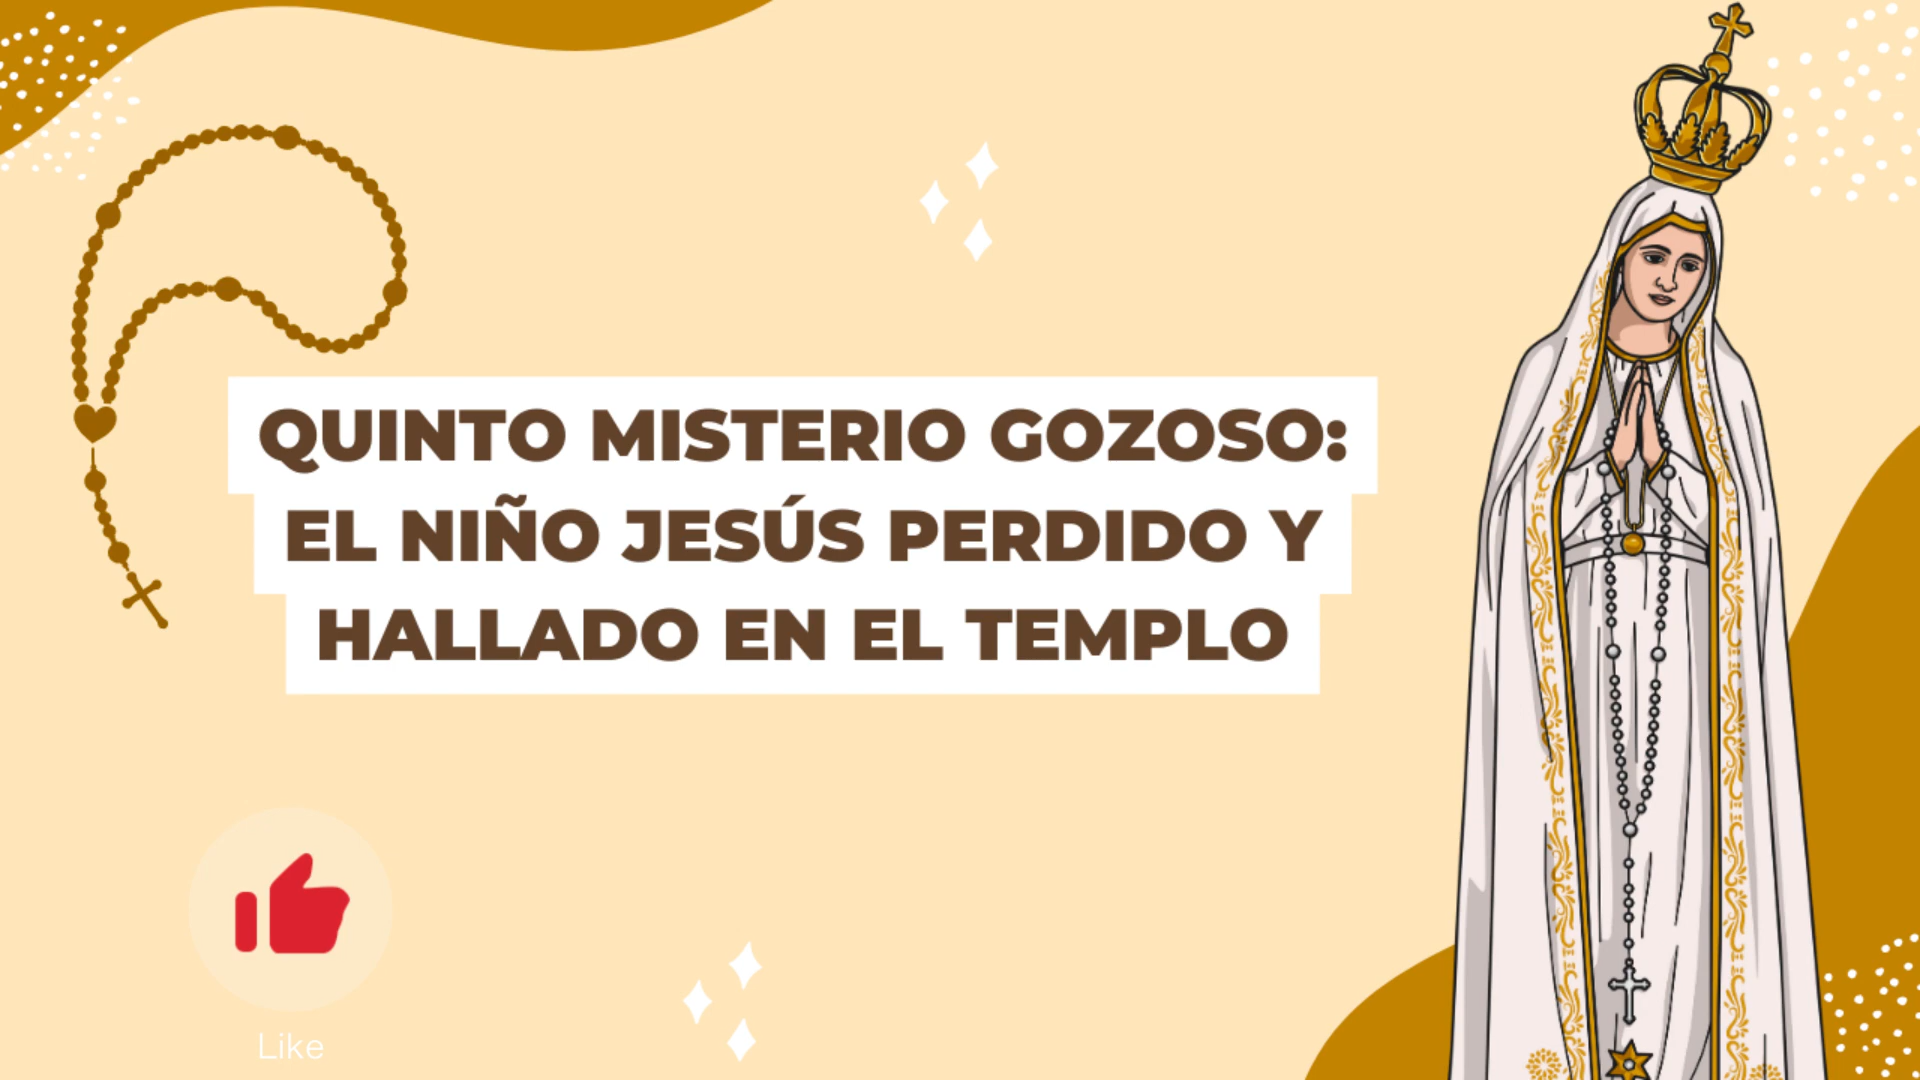 QUINTO MISTERIO GOZOSO:
EL NIÑO JESÚS PERDIDO Y
HALLADO EN EL TEMPLO
Like